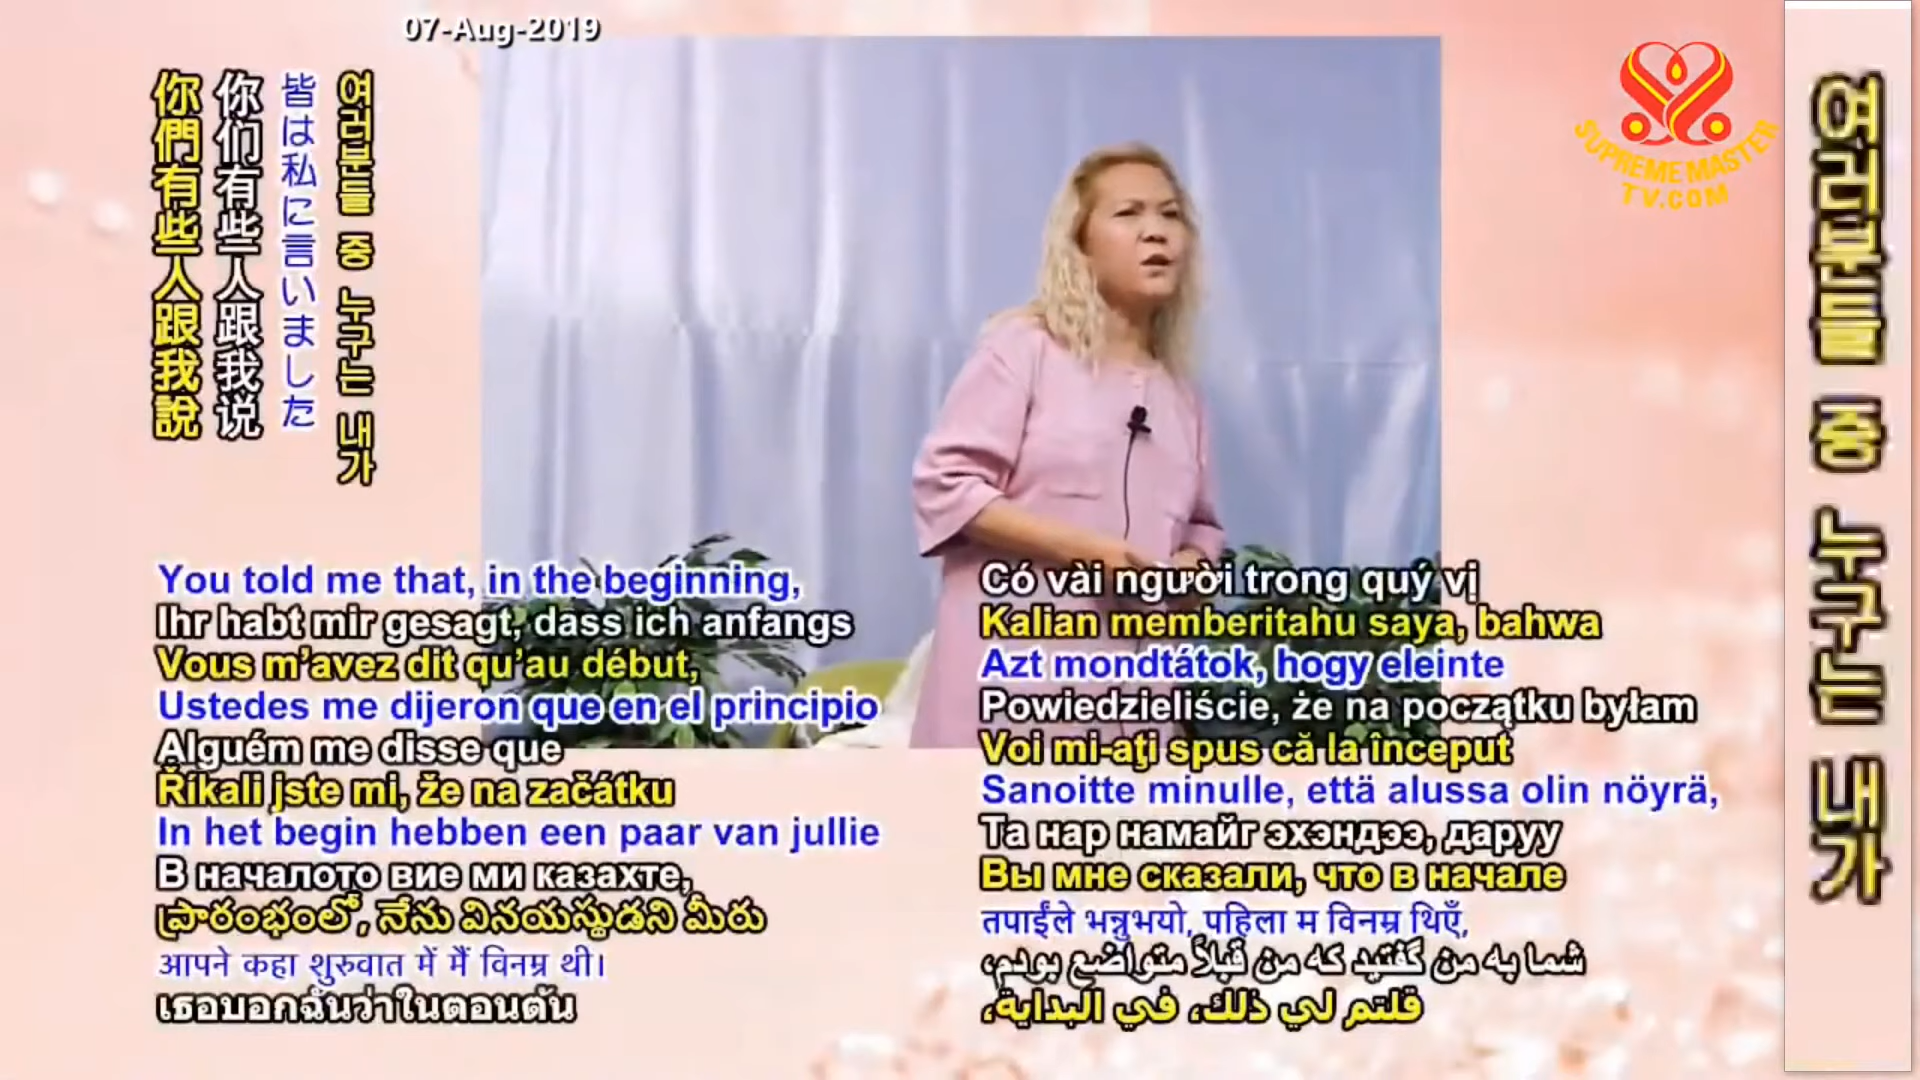 07-Aug-2019
SUPREME MASTER
TV.COM
여러분들 중 누구는 내가
皆は私に言いました
你们有些人跟我说
你們有些人跟我說
You told me that, in the beginning,
Ihr habt mir gesagt, dass ich anfangs
Vous m’avez dit qu’au début,
Ustedes me dijeron que en el principio
Alguém me disse que
Říkali jste mi, že na začátku
In het begin hebben een paar van jullie
В началото вие ми казахте,
ప్రారంభంలో, నేను వినయస్థుడని మీరు
आपने कहा शुरुवात में मैं विनम्र थी।
เธอบอกฉันว่าในตอนต้น
Có vài người trong quý vị
Kalian memberitahu saya, bahwa
Azt mondtátok, hogy eleinte
Powiedzieliście, że na początku byłam
Voi mi-aţi spus că la început
Sanoitte minulle, että alussa olin nöyrä,
Та нар намайг эхэндээ, даруу
Вы мне сказали, что в начале
तपाईंले भन्नुभयो, पहिला म विनम्र थिएँ,
شما به من گفتید که من قبلاً متواضع بودم،
قلتم لي ذلك، في البداية،
여러분들 중 누구는 내가